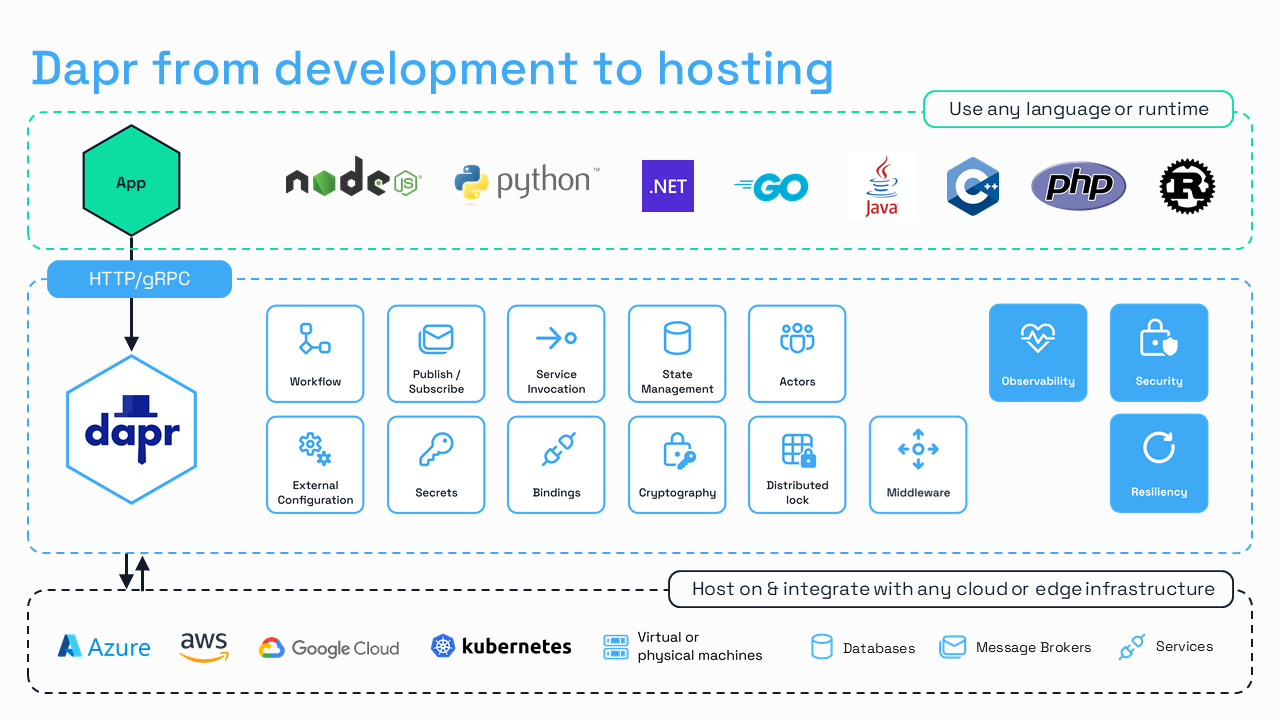 Dapr from development to hosting
Use any language or runtime
App
node
JS
python™
.NET
GO
Java
C++
php
R
HTTP/gRPC
Workflow
Publish /
Subscribe
Service
Invocation
State
Management
Actors
Observability
Security
dapr
External
Configuration
Secrets
Bindings
Cryptography
Distributed
lock
Middleware
Resiliency
Host on & integrate with any cloud or edge infrastructure
Azure
aws
Google Cloud
kubernetes
Virtual or
physical machines
Databases
Message Brokers
Services